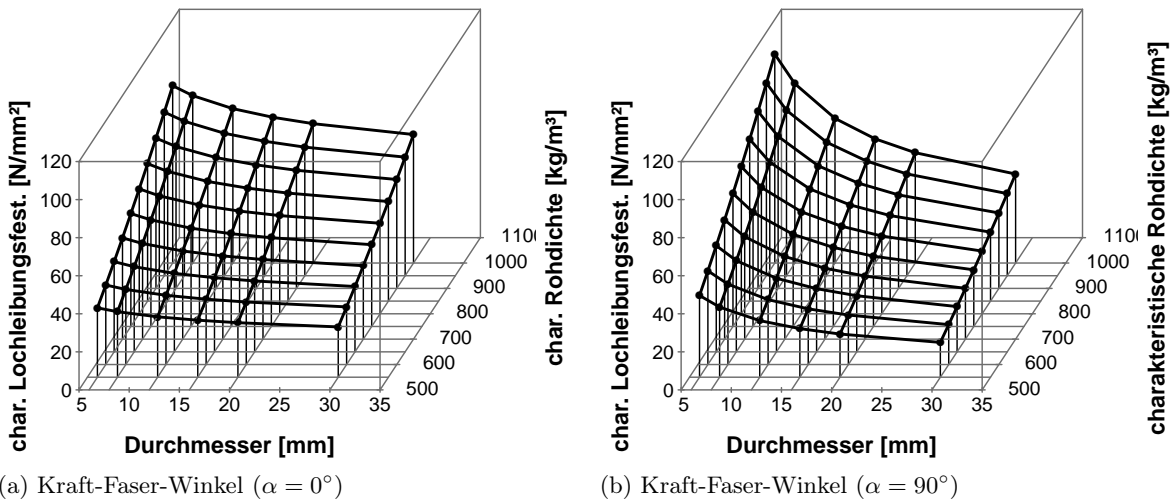 char. Lochleibungsfest. [N/mm²]
120
100
80
60
40
20
0
5 10 15 20 25 30 35
Durchmesser [mm]
500
600
700
800
900
1000
1100
char. Rohdichte [kg/m³]
(a) Kraft-Faser-Winkel (α = 0°)
char. Lochleibungsfest. [N/mm²]
120
100
80
60
40
20
0
5 10 15 20 25 30 35
Durchmesser [mm]
500
600
700
800
900
1000
1100
charakteristische Rohdichte [kg/m³]
(b) Kraft-Faser-Winkel (α = 90°)